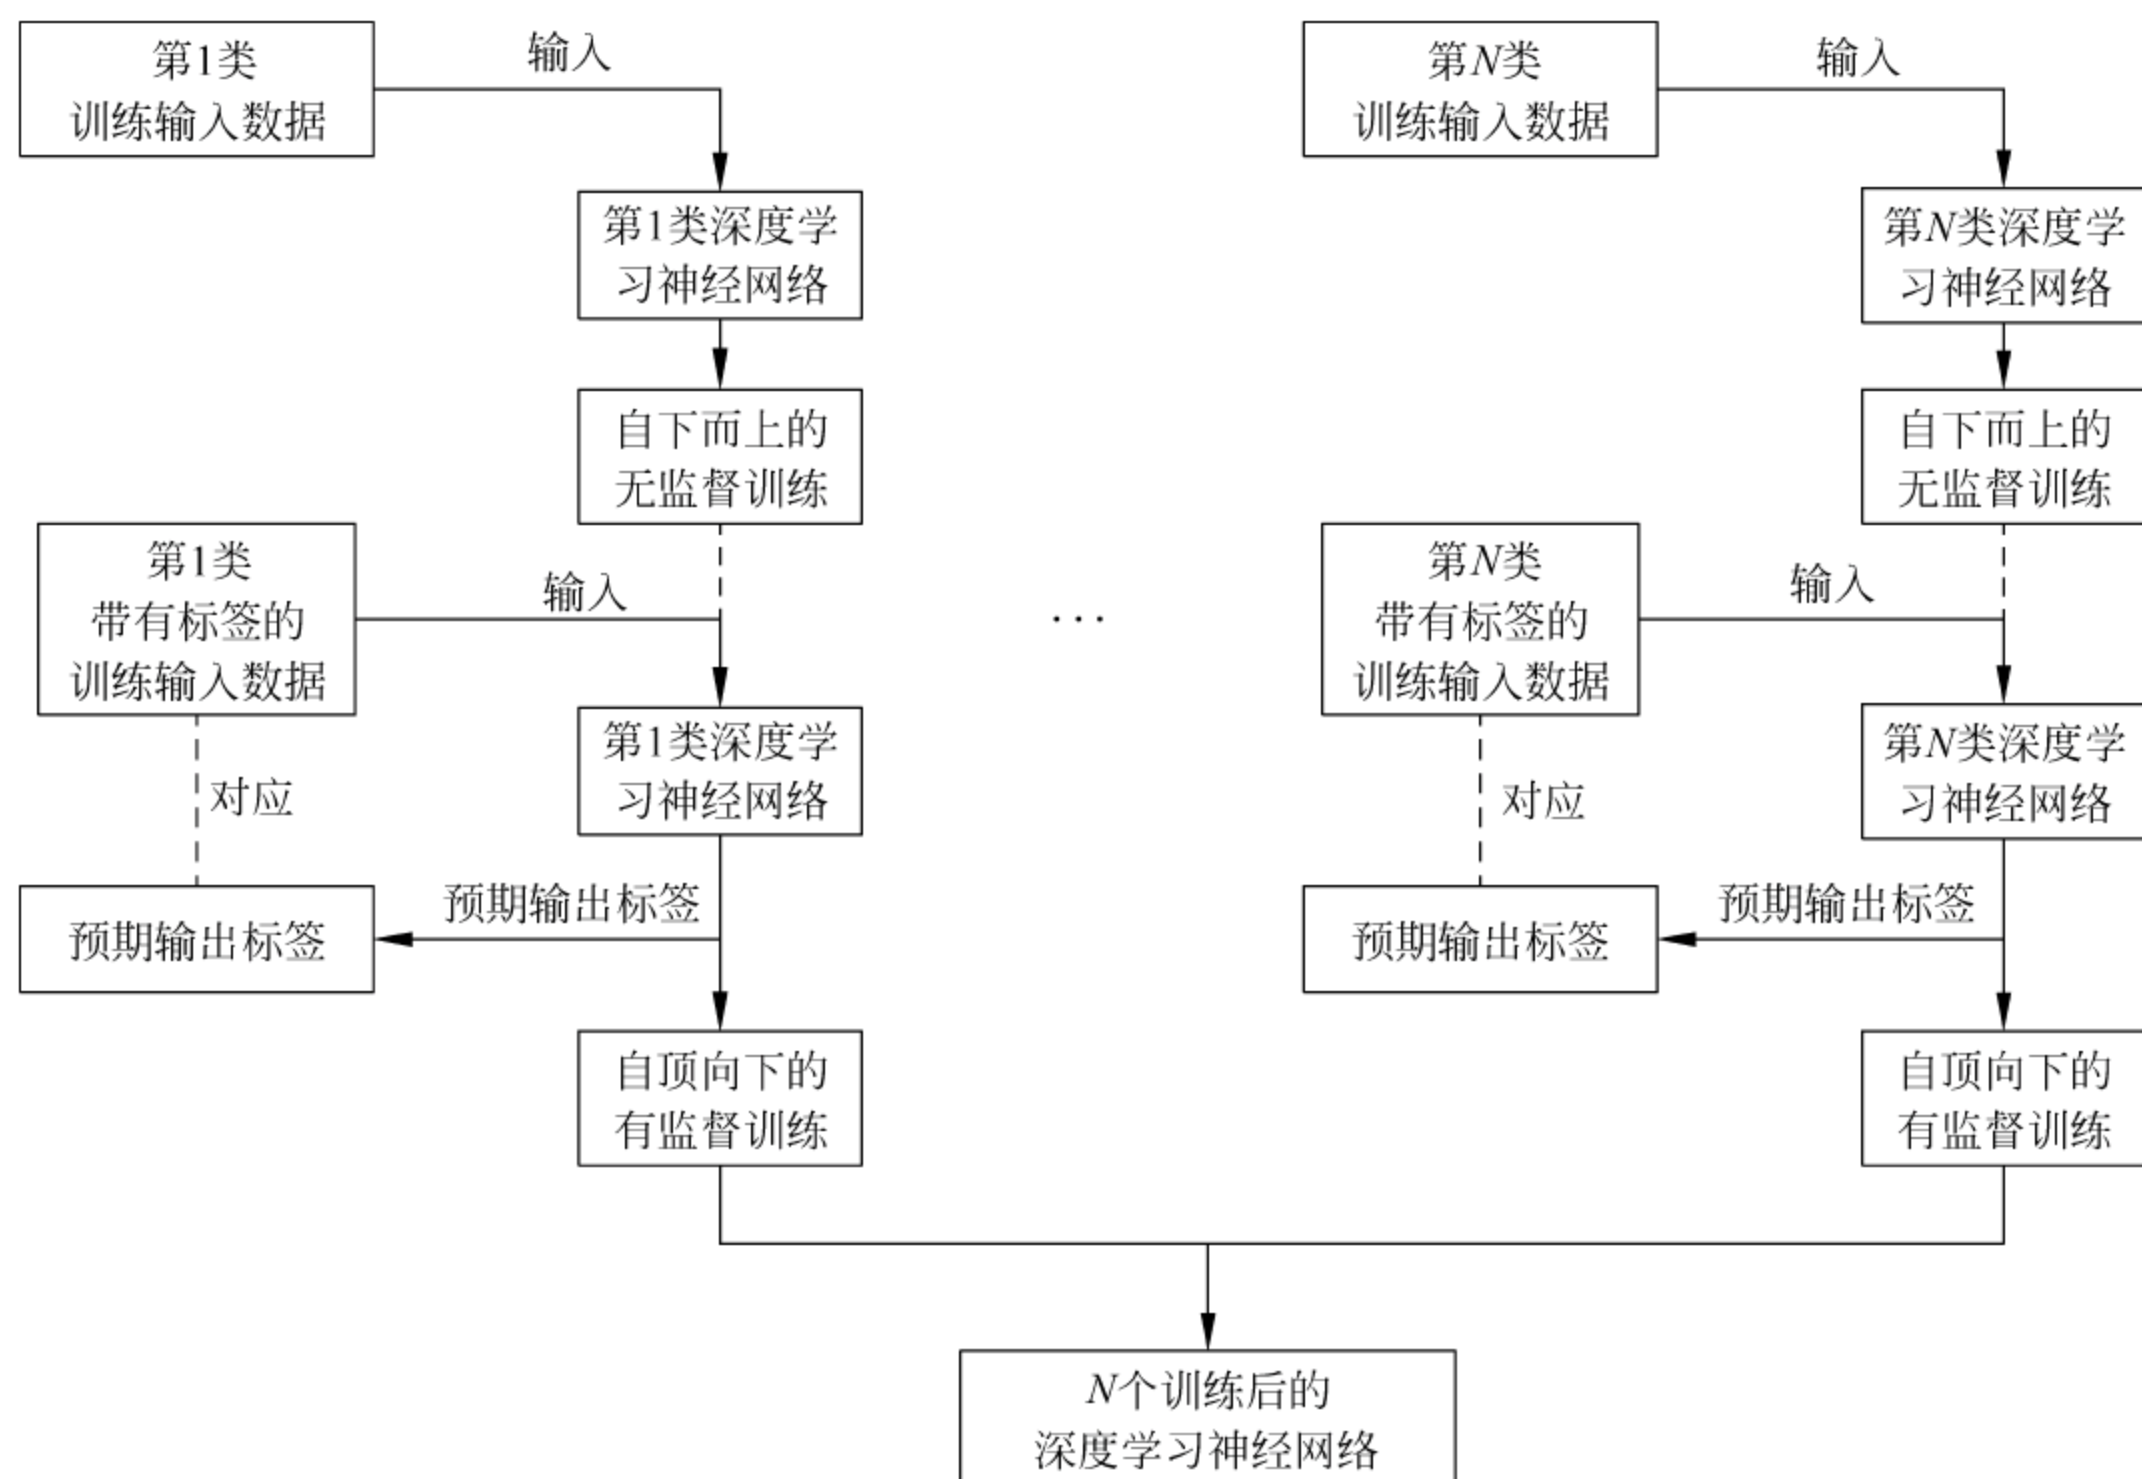 第1类
训练输入数据
输入
第1类深度学
习神经网络
自下而上的
无监督训练
第1类
带有标签的
训练输入数据
输入
第1类深度学
习神经网络
对应
预期输出标签
预期输出标签
自顶向下的
有监督训练
...
第N类
训练输入数据
输入
第N类深度学
习神经网络
自下而上的
无监督训练
第N类
带有标签的
训练输入数据
输入
第N类深度学
习神经网络
对应
预期输出标签
预期输出标签
自顶向下的
有监督训练
N个训练后的
深度学习神经网络